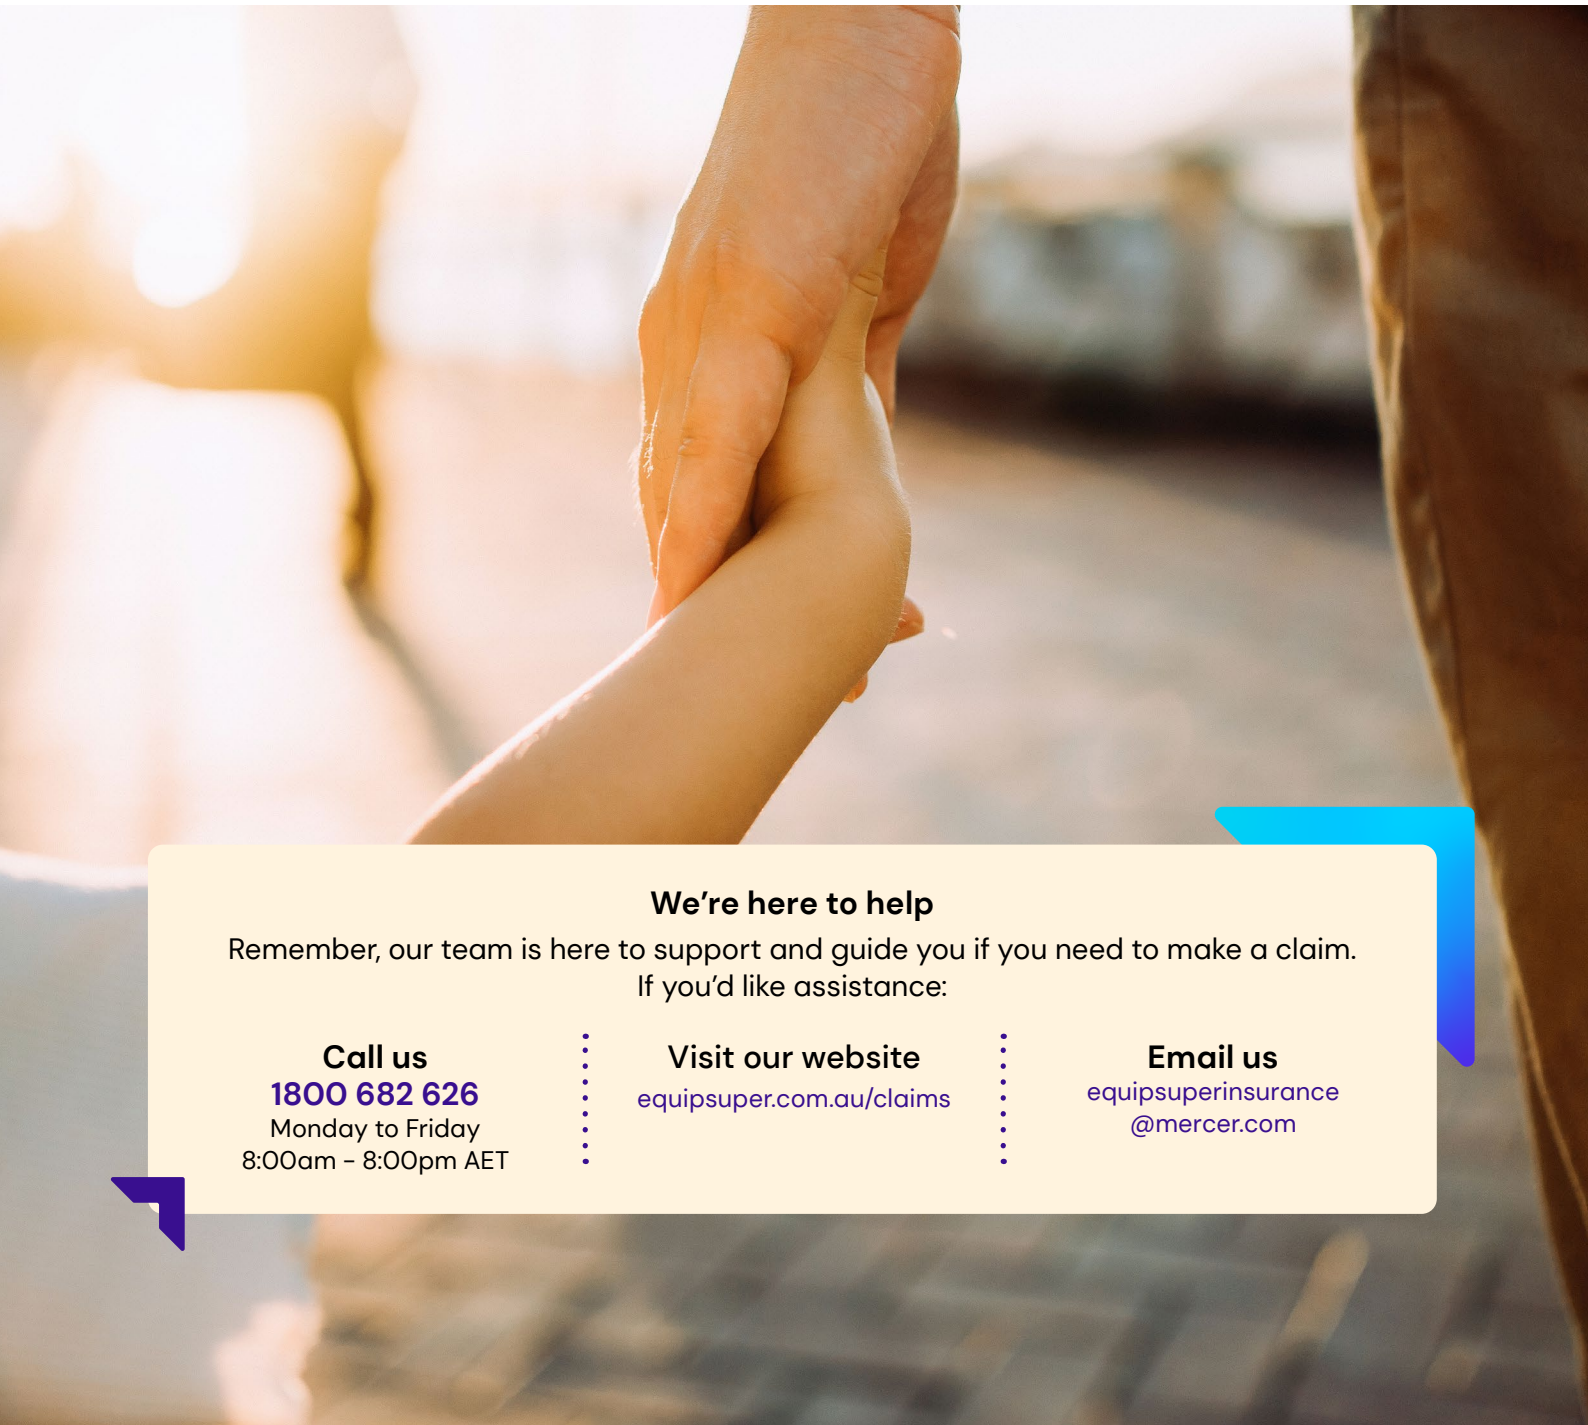 We’re here to help
Remember, our team is here to support and guide you if you need to make a claim.
If you’d like assistance:
Call us
1800 682 626
Monday to Friday
8:00am – 8:00pm AET
Visit our website
equipsuper.com.au/claims
Email us
equipsuperinsurance
@mercer.com